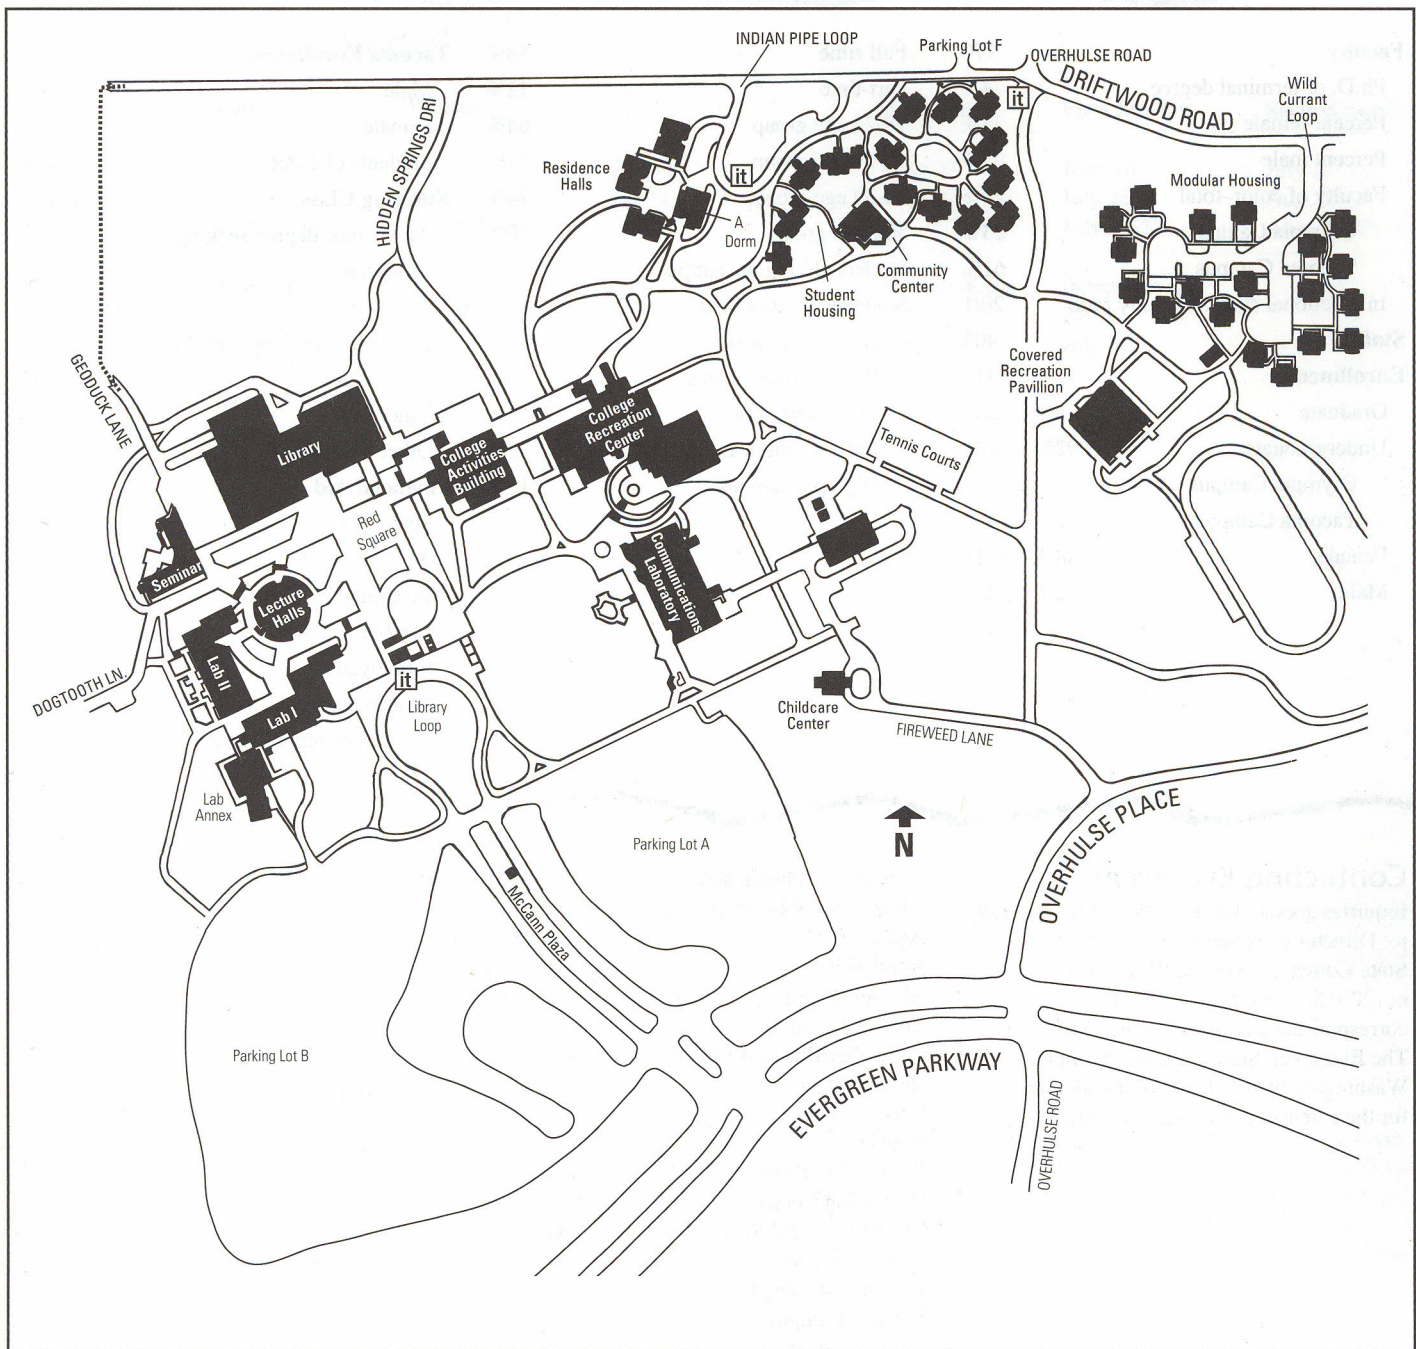 INDIAN PIPE LOOP
Parking Lot F
OVERHULSE ROAD
DRIFTWOOD ROAD
Wild
Currant
Loop
it
HIDDEN SPRINGS DRI
Residence
Halls
it
A
Dorm
Modular Housing
Community
Center
Student
Housing
GEODUCK LANE
Covered
Recreation
Pavillion
Library
College
Activities
Building
College
Recreation
Center
Tennis Courts
Red
Square
Seminar
Lecture
Halls
Communications
Laboratory
Lab II
DOGTOOTH LN.
it
Library
Loop
Lab I
Childcare
Center
FIREWEED LANE
Lab
Annex
Parking Lot A
N
OVERHULSE PLACE
McCann Plaza
Parking Lot B
EVERGREEN PARKWAY
OVERHULSE ROAD